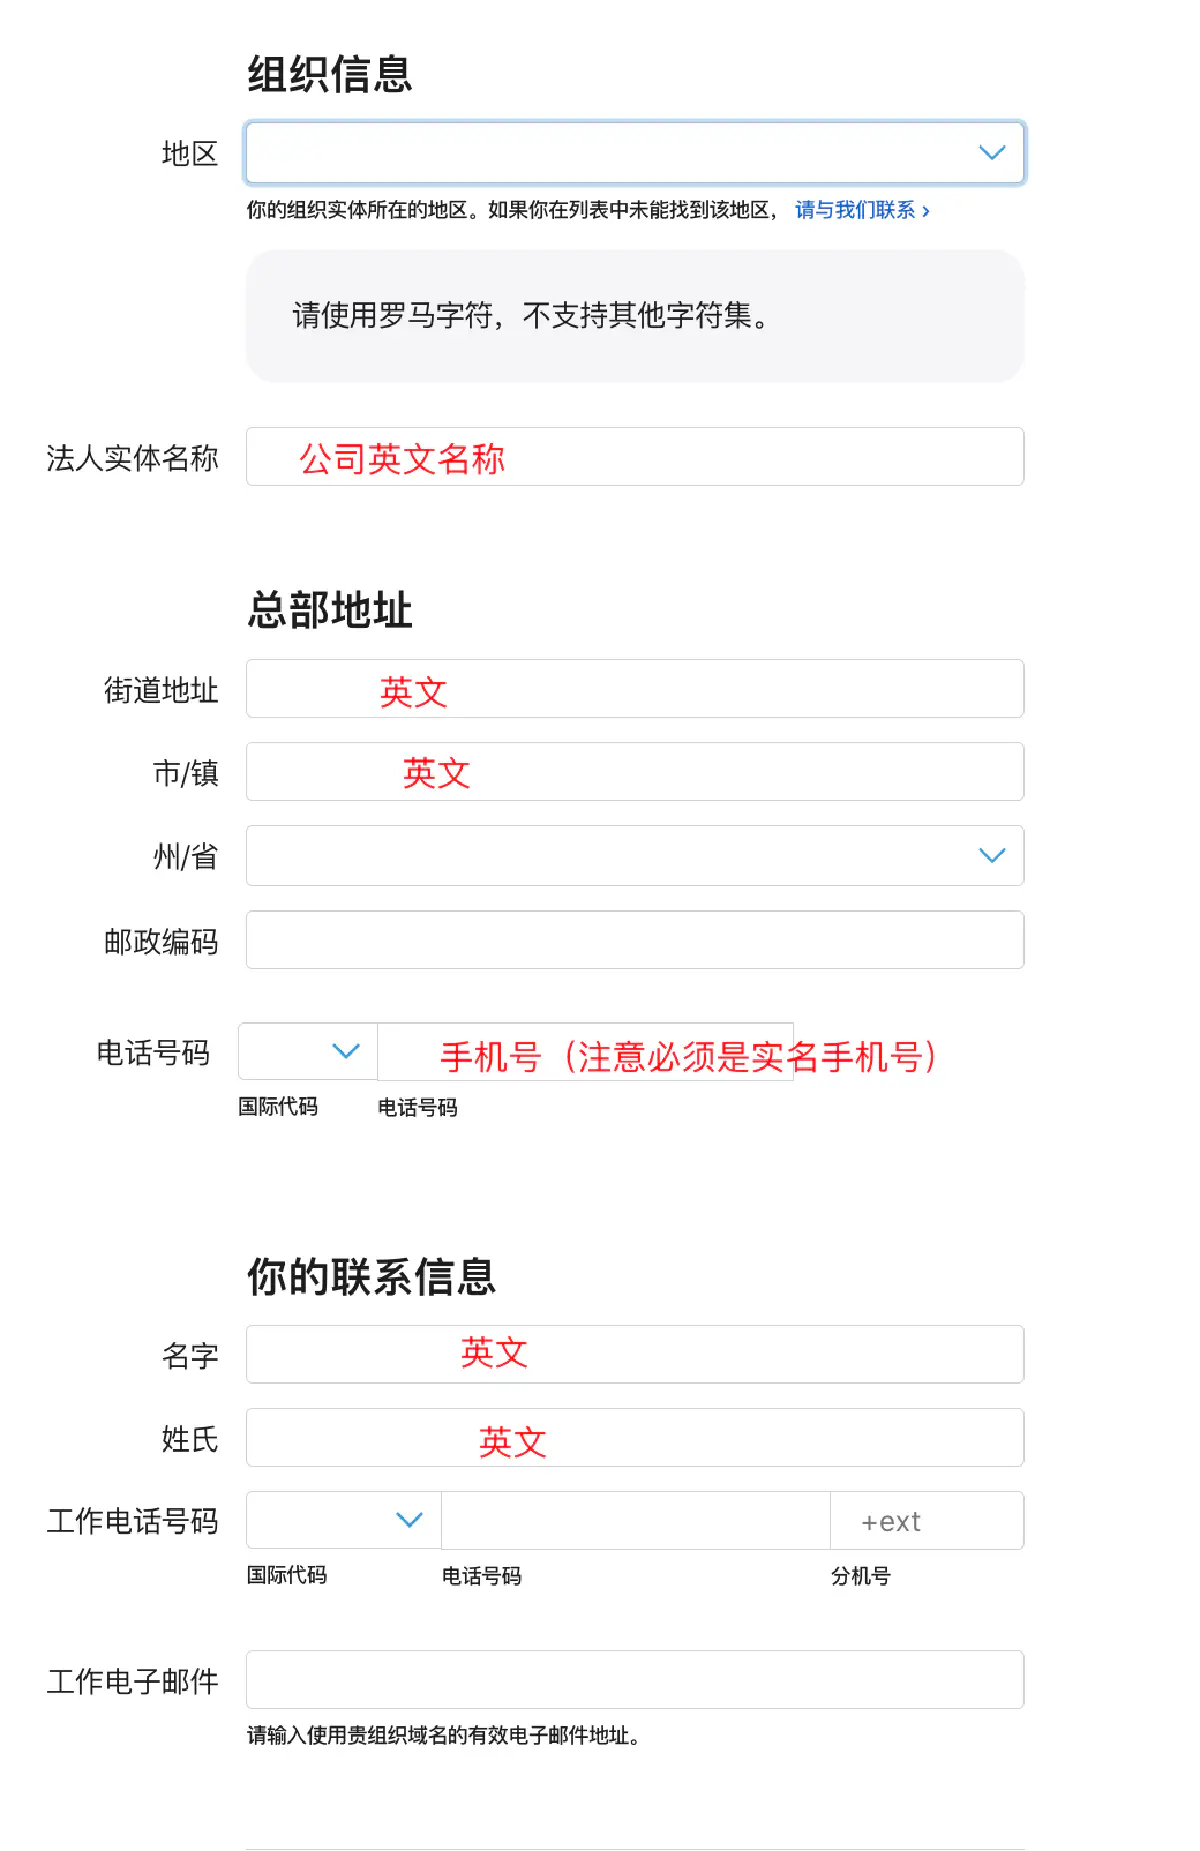 组织信息
地区
你的组织实体所在的地区。如果你在列表中未能找到该地区， 请与我们联系 ›
请使用罗马字符，不支持其他字符集。
法人实体名称 公司英文名称
总部地址
街道地址 英文
市/镇 英文
州/省
邮政编码
电话号码 手机号（注意必须是实名手机号）
国际代码 电话号码
你的联系信息
名字 英文
姓氏 英文
工作电话号码 +ext
国际代码 电话号码 分机号
工作电子邮件
请输入使用贵组织域名的有效电子邮件地址。